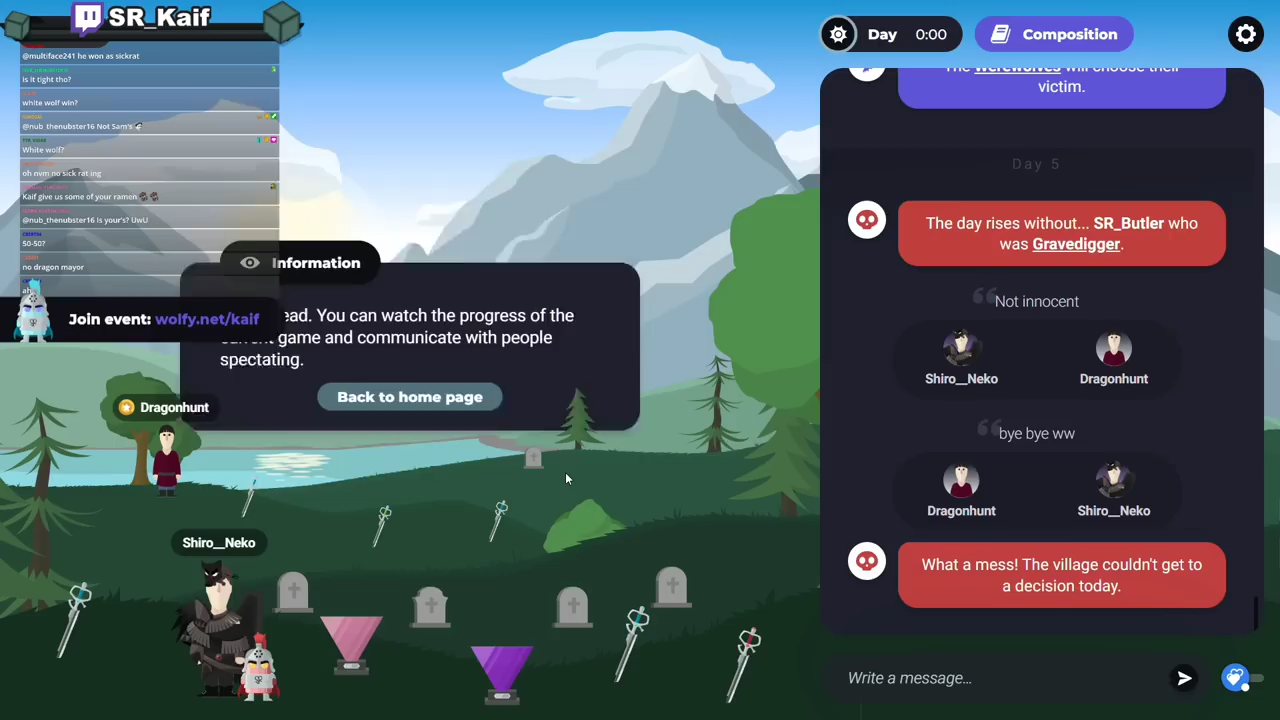 SR_Kaif
@multiface241 he won as sickrat
Is it tight tho?
white wolf win?
@nub_thenubster16 Not Sam's
White wolf?
oh nvm no sick rat ing
Kaif give us some of your ramen
@nub_thenubster16 Is your's? UwU
50-50?
no dragon mayor
Join event: wolfy.net/kaif
Information
ead. You can watch the progress of the
game and communicate with people
spectating.
Back to home page
Dragonhunt
Shiro__Neko
Day 0:00
Composition
The Werewolves will choose their
victim.
Day 5
The day rises without... SR_Butler who
was Gravedigger.
Not innocent
Shiro__Neko Dragonhunt
bye bye ww
Dragonhunt Shiro__Neko
What a mess! The village couldn't get to
a decision today.
Write a message...